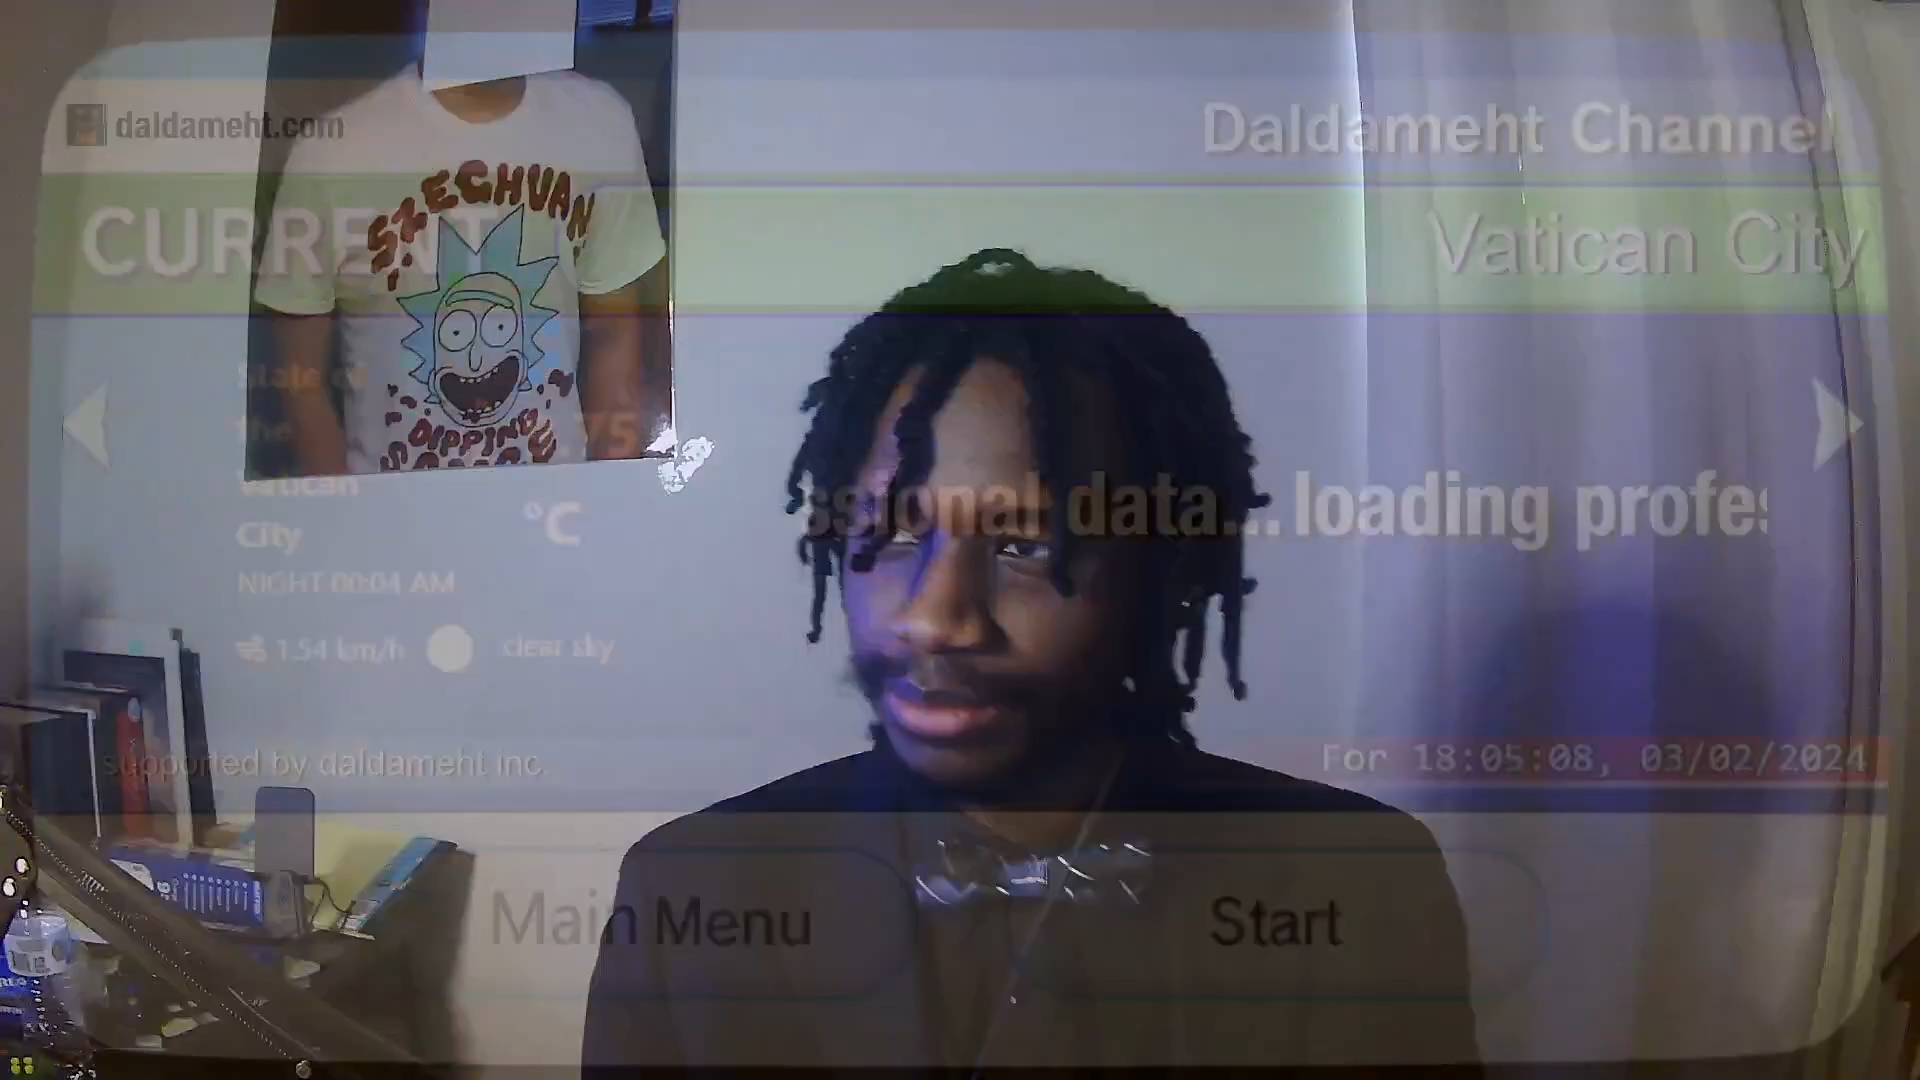 daldameht.com
Daldameht Channel
SZECHUAN
CURRENT
Vatican City
DIPPING
°C
ssional data... loading profes
Vatican
City
NIGHT 00:04 AM
1.54 km/h
clear sky
supported by daldameht inc.
For 18:05:08, 03/02/2024
Main Menu
Start